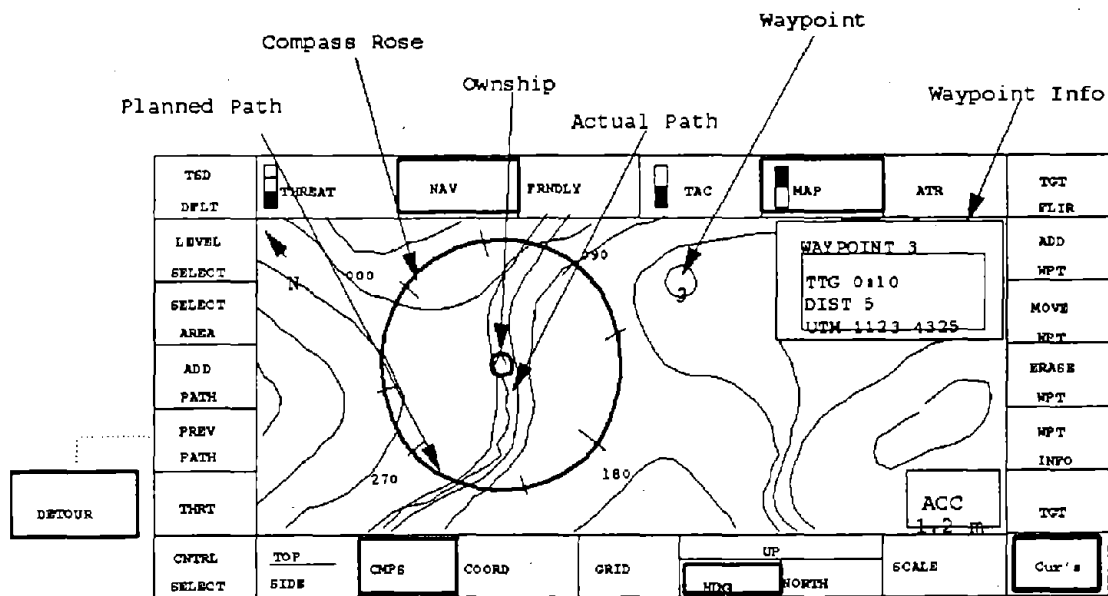 Waypoint
Compass Rose
Ownship
Waypoint Info
Planned Path
Actual Path
TSD
DFLT
THREAT
NAV
FRNDLY
TAC
MAP
ATR
TGT
FLIR
LEVEL
SELECT
N
000
090
3
WAYPOINT 3
TTG 0:10
DIST 5
UTM 1123 4325
ADD
WPT
SELECT
AREA
MOVE
WPT
ADD
PATH
ERASE
WPT
PREV
PATH
WPT
INFO
270
180
DETOUR
THRT
ACC
1.2 m
TGT
CNTRL
SELECT
TOP
SIDE
CMPS
COORD
GRID
UP
HDG
NORTH
SCALE
Cur's